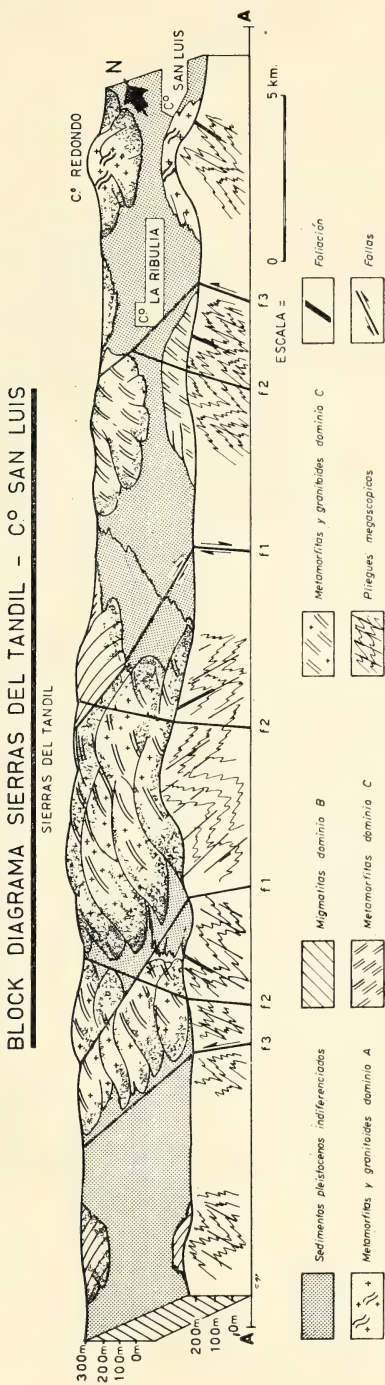 BLOCK DIAGRAMA SIERRAS DEL TANDIL - Cº SAN LUIS
SIERRAS DEL TANDIL
Cº REDONDO
N
Cº SAN LUIS
Cº LA RIBULIA
300m
200m
100m
0m
200m
100m
0m
A
A
f3
f2
f1
f2
f1
f2
f3
ESCALA =
0
5 km.
Sedimentos pleistocenos indiferenciados
Migmatitas dominio B
Metamorfitas y granitoides dominio C
Foliación
Metamorfitas y granitoides dominio A
Metamorfitas dominio C
Pliegues megascopicos
Fallas